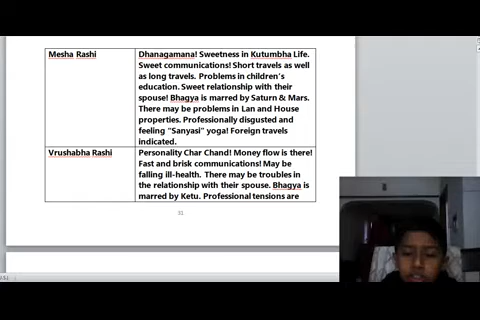 Mesha Rashi
Dhanagamana! Sweetness in Kutumbha Life.
Sweet communications! Short travels as well
as long travels. Problems in children's
education. Sweet relationship with their
spouse! Bhagya is marred by Saturn & Mars.
There may be problems in Lan and House
properties. Professionally disgusted and
feeling "Sanyasi" yoga! Foreign travels
indicated.
Vrushabha Rashi
Personality Char Chand! Money flow is there!
Fast and brisk communications! May be
falling ill-health. There may be troubles in
the relationship with their spouse. Bhagya is
marred by Ketu. Professional tensions are
31